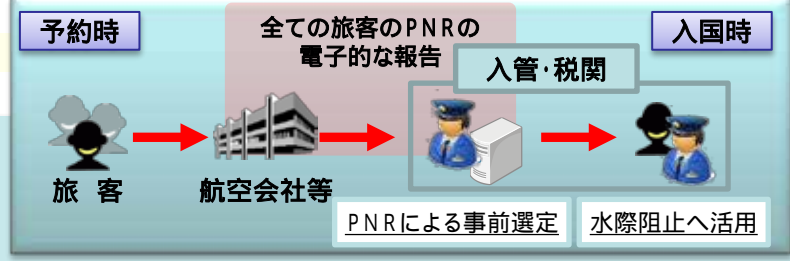 予約時
全ての旅客のPNRの
電子的な報告
入国時
入管・税関
旅 客
航空会社等
PNRによる事前選定
水際阻止へ活用